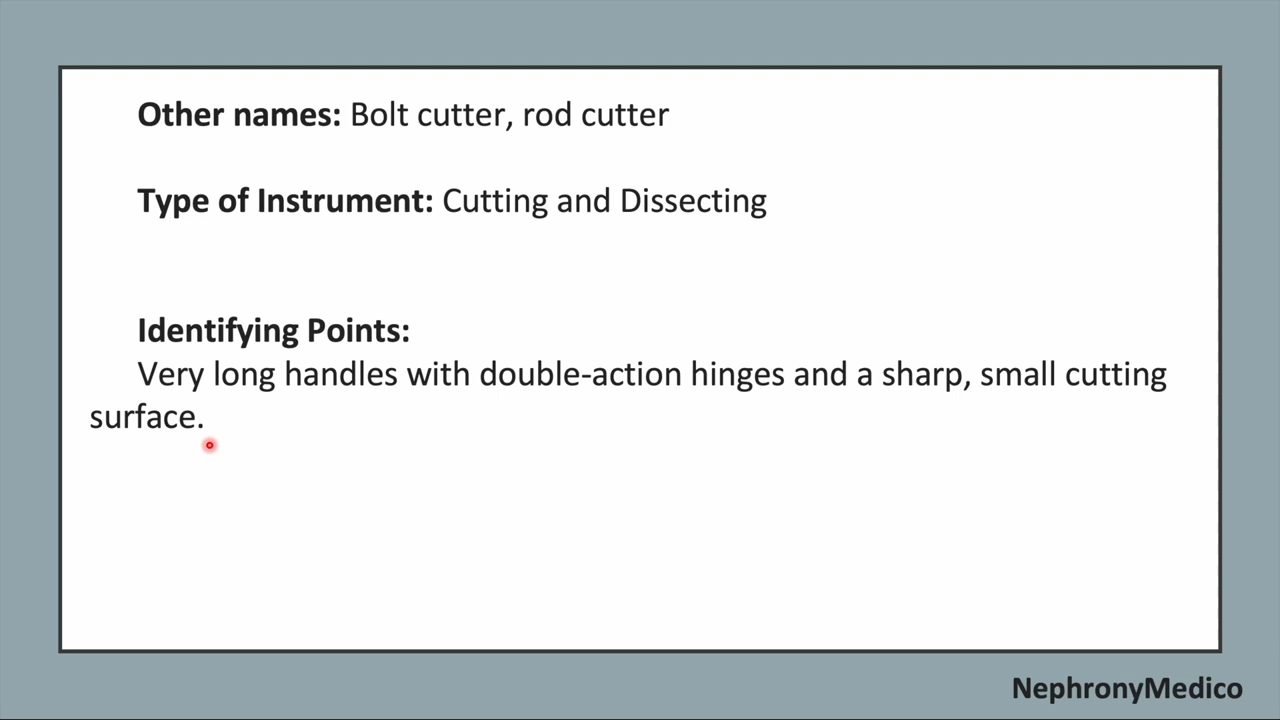 Other names: Bolt cutter, rod cutter
Type of Instrument: Cutting and Dissecting
Identifying Points:
Very long handles with double-action hinges and a sharp, small cutting
surface.
NephronyMedico